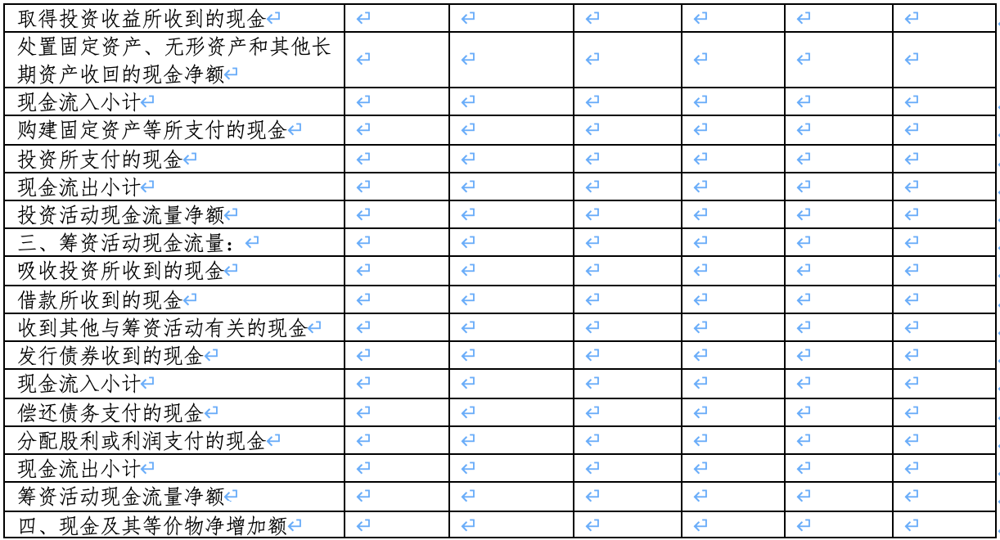 取得投资收益所收到的现金
处置固定资产、无形资产和其他长
期资产收回的现金净额
现金流入小计
购建固定资产等所支付的现金
投资所支付的现金
现金流出小计
投资活动现金流量净额
三、筹资活动现金流量：
吸收投资所收到的现金
借款所收到的现金
收到其他与筹资活动有关的现金
发行债券收到的现金
现金流入小计
偿还债务支付的现金
分配股利或利润支付的现金
现金流出小计
筹资活动现金流量净额
四、现金及其等价物净增加额